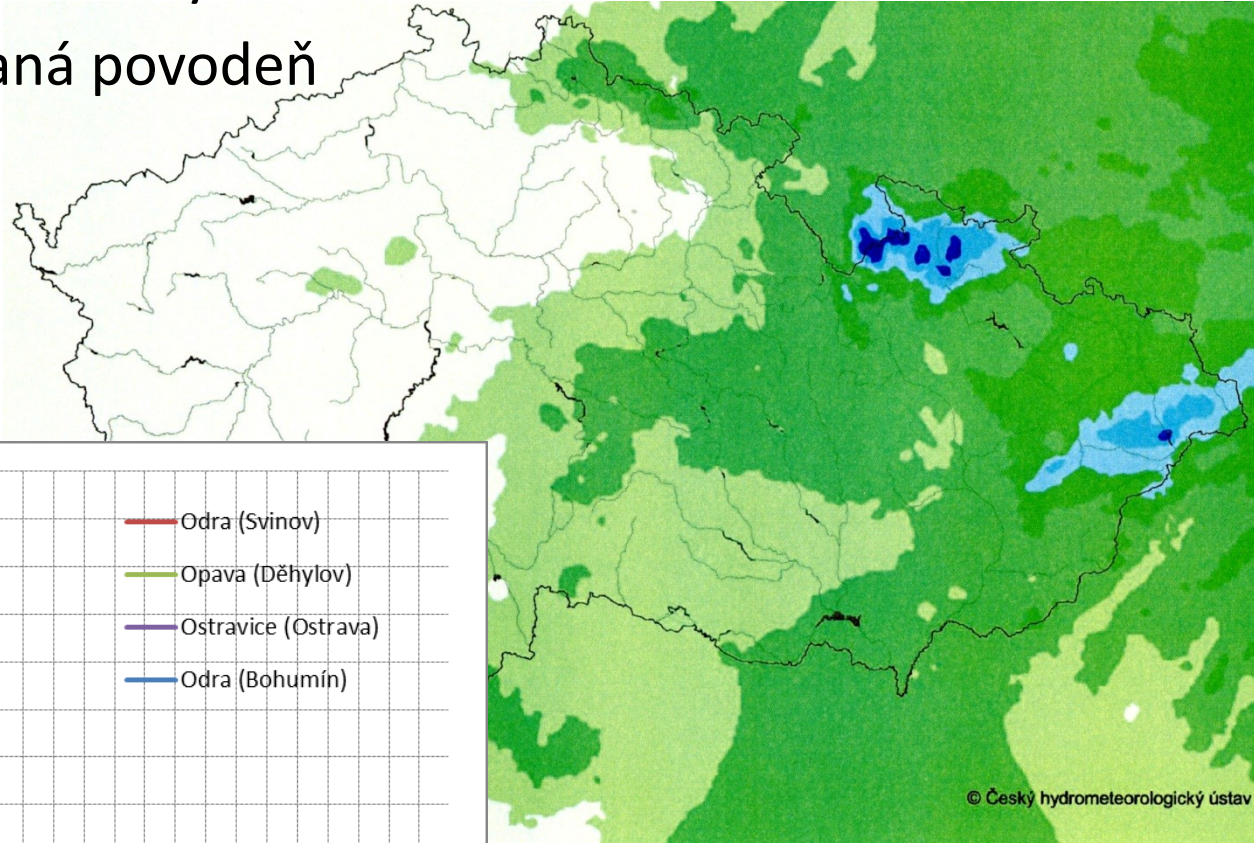 aná povodeň
Odra (Svinov)
Opava (Děhylov)
Ostravice (Ostrava)
Odra (Bohumín)
© Český hydrometeorologický ústav